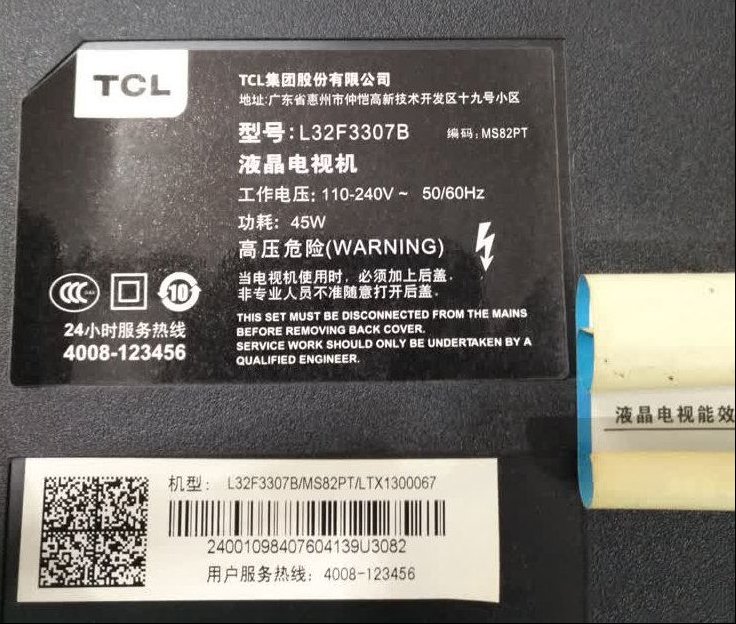 TCL
TCL集团股份有限公司
地址:广东省惠州市仲恺高新技术开发区十九号小区
型号:L32F3307B 编码:MS82PT
液晶电视机
工作电压: 110-240V ~ 50/60Hz
功耗: 45W
高压危险(WARNING)
当电视机使用时,必须加上后盖.
非专业人员不准随意打开后盖.
THIS SET MUST BE DISCONNECTED FROM THE MAINS
BEFORE REMOVING BACK COVER.
SERVICE WORK SHOULD ONLY BE UNDERTAKEN BY A
QUALIFIED ENGINEER.
10
24小时服务热线
4008-123456
液晶电视能效
机型: L32F3307B/MS82PT/LTX1300067
24001098407604139U3082
用户服务热线: 4008-123456